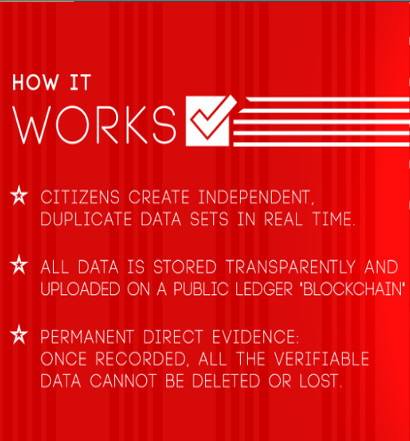 HOW IT
WORKS
CITIZENS CREATE INDEPENDENT,
DUPLICATE DATA SETS IN REAL TIME.
ALL DATA IS STORED TRANSPARENTLY AND
UPLOADED ON A PUBLIC LEDGER "BLOCKCHAIN"
PERMANENT DIRECT EVIDENCE:
ONCE RECORDED, ALL THE VERIFIABLE
DATA CANNOT BE DELETED OR LOST.